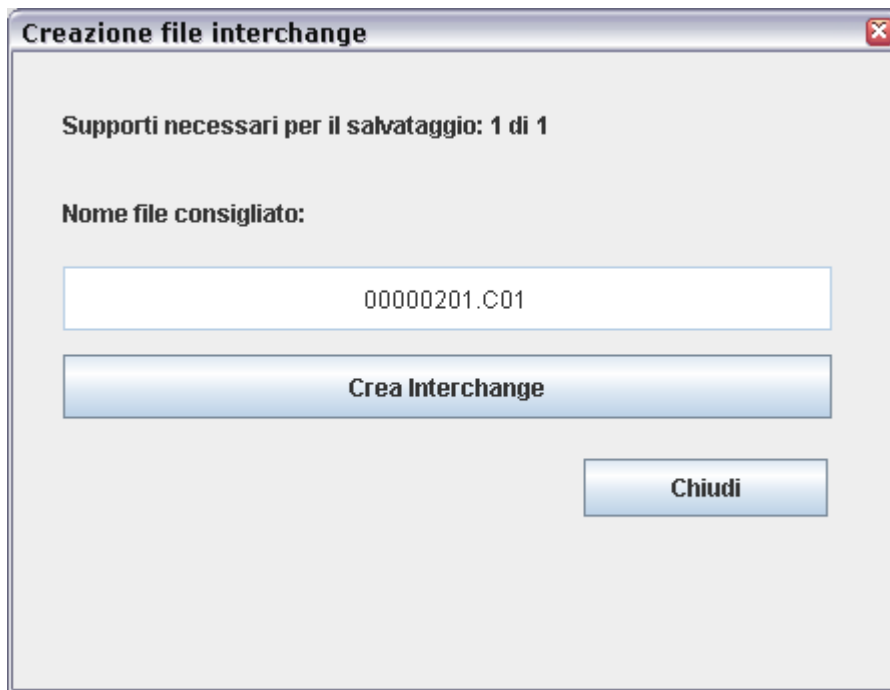 Creazione file interchange
Supporti necessari per il salvataggio: 1 di 1
Nome file consigliato:
00000201.C01
Crea Interchange
Chiudi